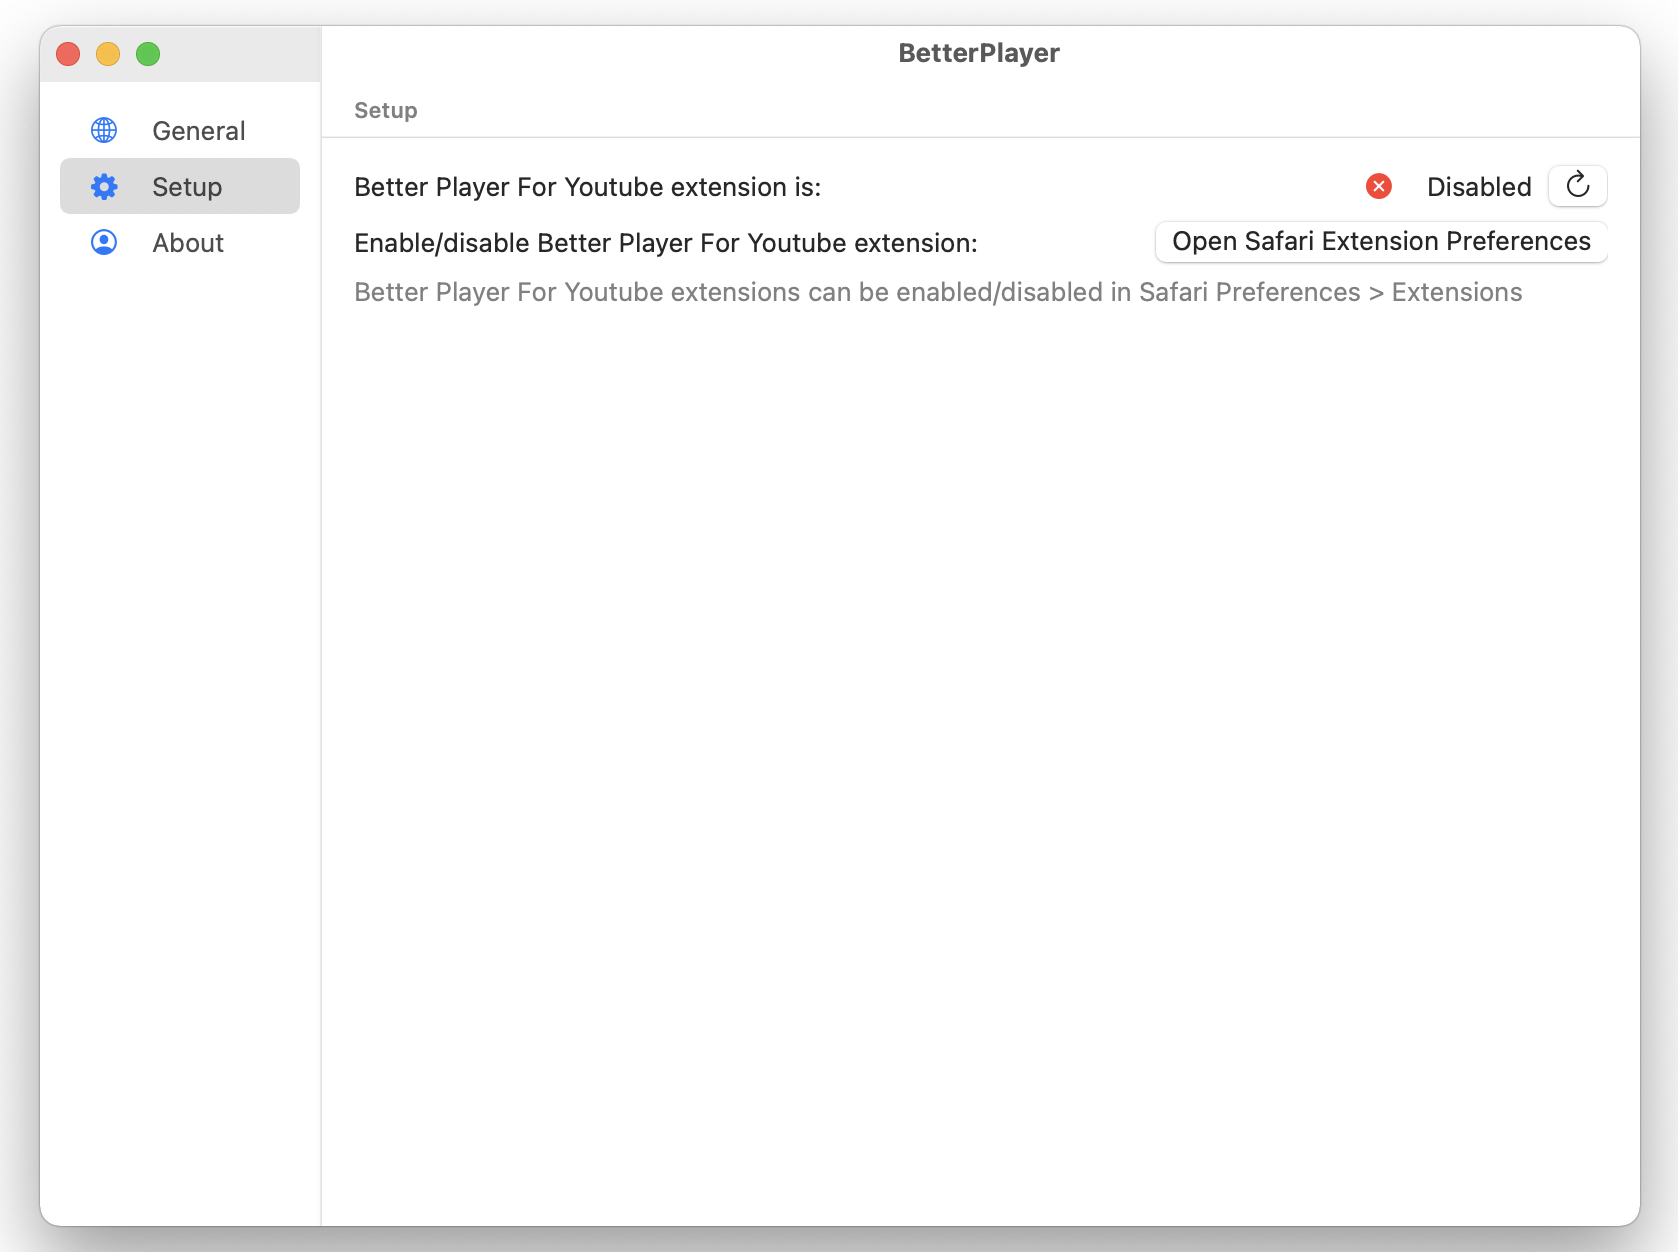 BetterPlayer
General
Setup
About
Setup
Better Player For Youtube extension is:
Disabled
Enable/disable Better Player For Youtube extension:
Open Safari Extension Preferences
Better Player For Youtube extensions can be enabled/disabled in Safari Preferences > Extensions